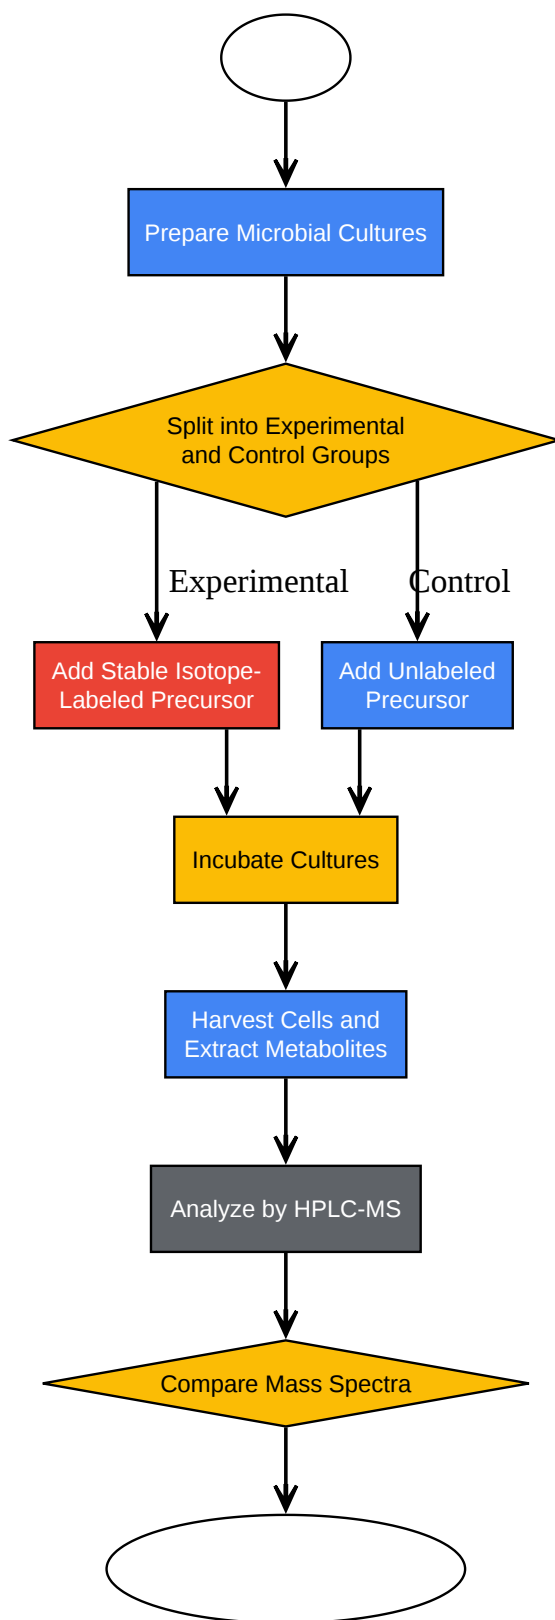 Prepare Microbial Cultures
Split into Experimental
and Control Groups
Experimental
Control
Add Stable Isotope-
Labeled Precursor
Add Unlabeled
Precursor
Incubate Cultures
Harvest Cells and
Extract Metabolites
Analyze by HPLC-MS
Compare Mass Spectra